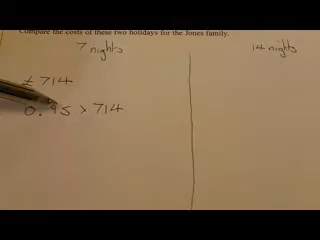 Compare the costs of these two holidays for the Jones family.
7 nights
14 nights
£714
0.95 × 714